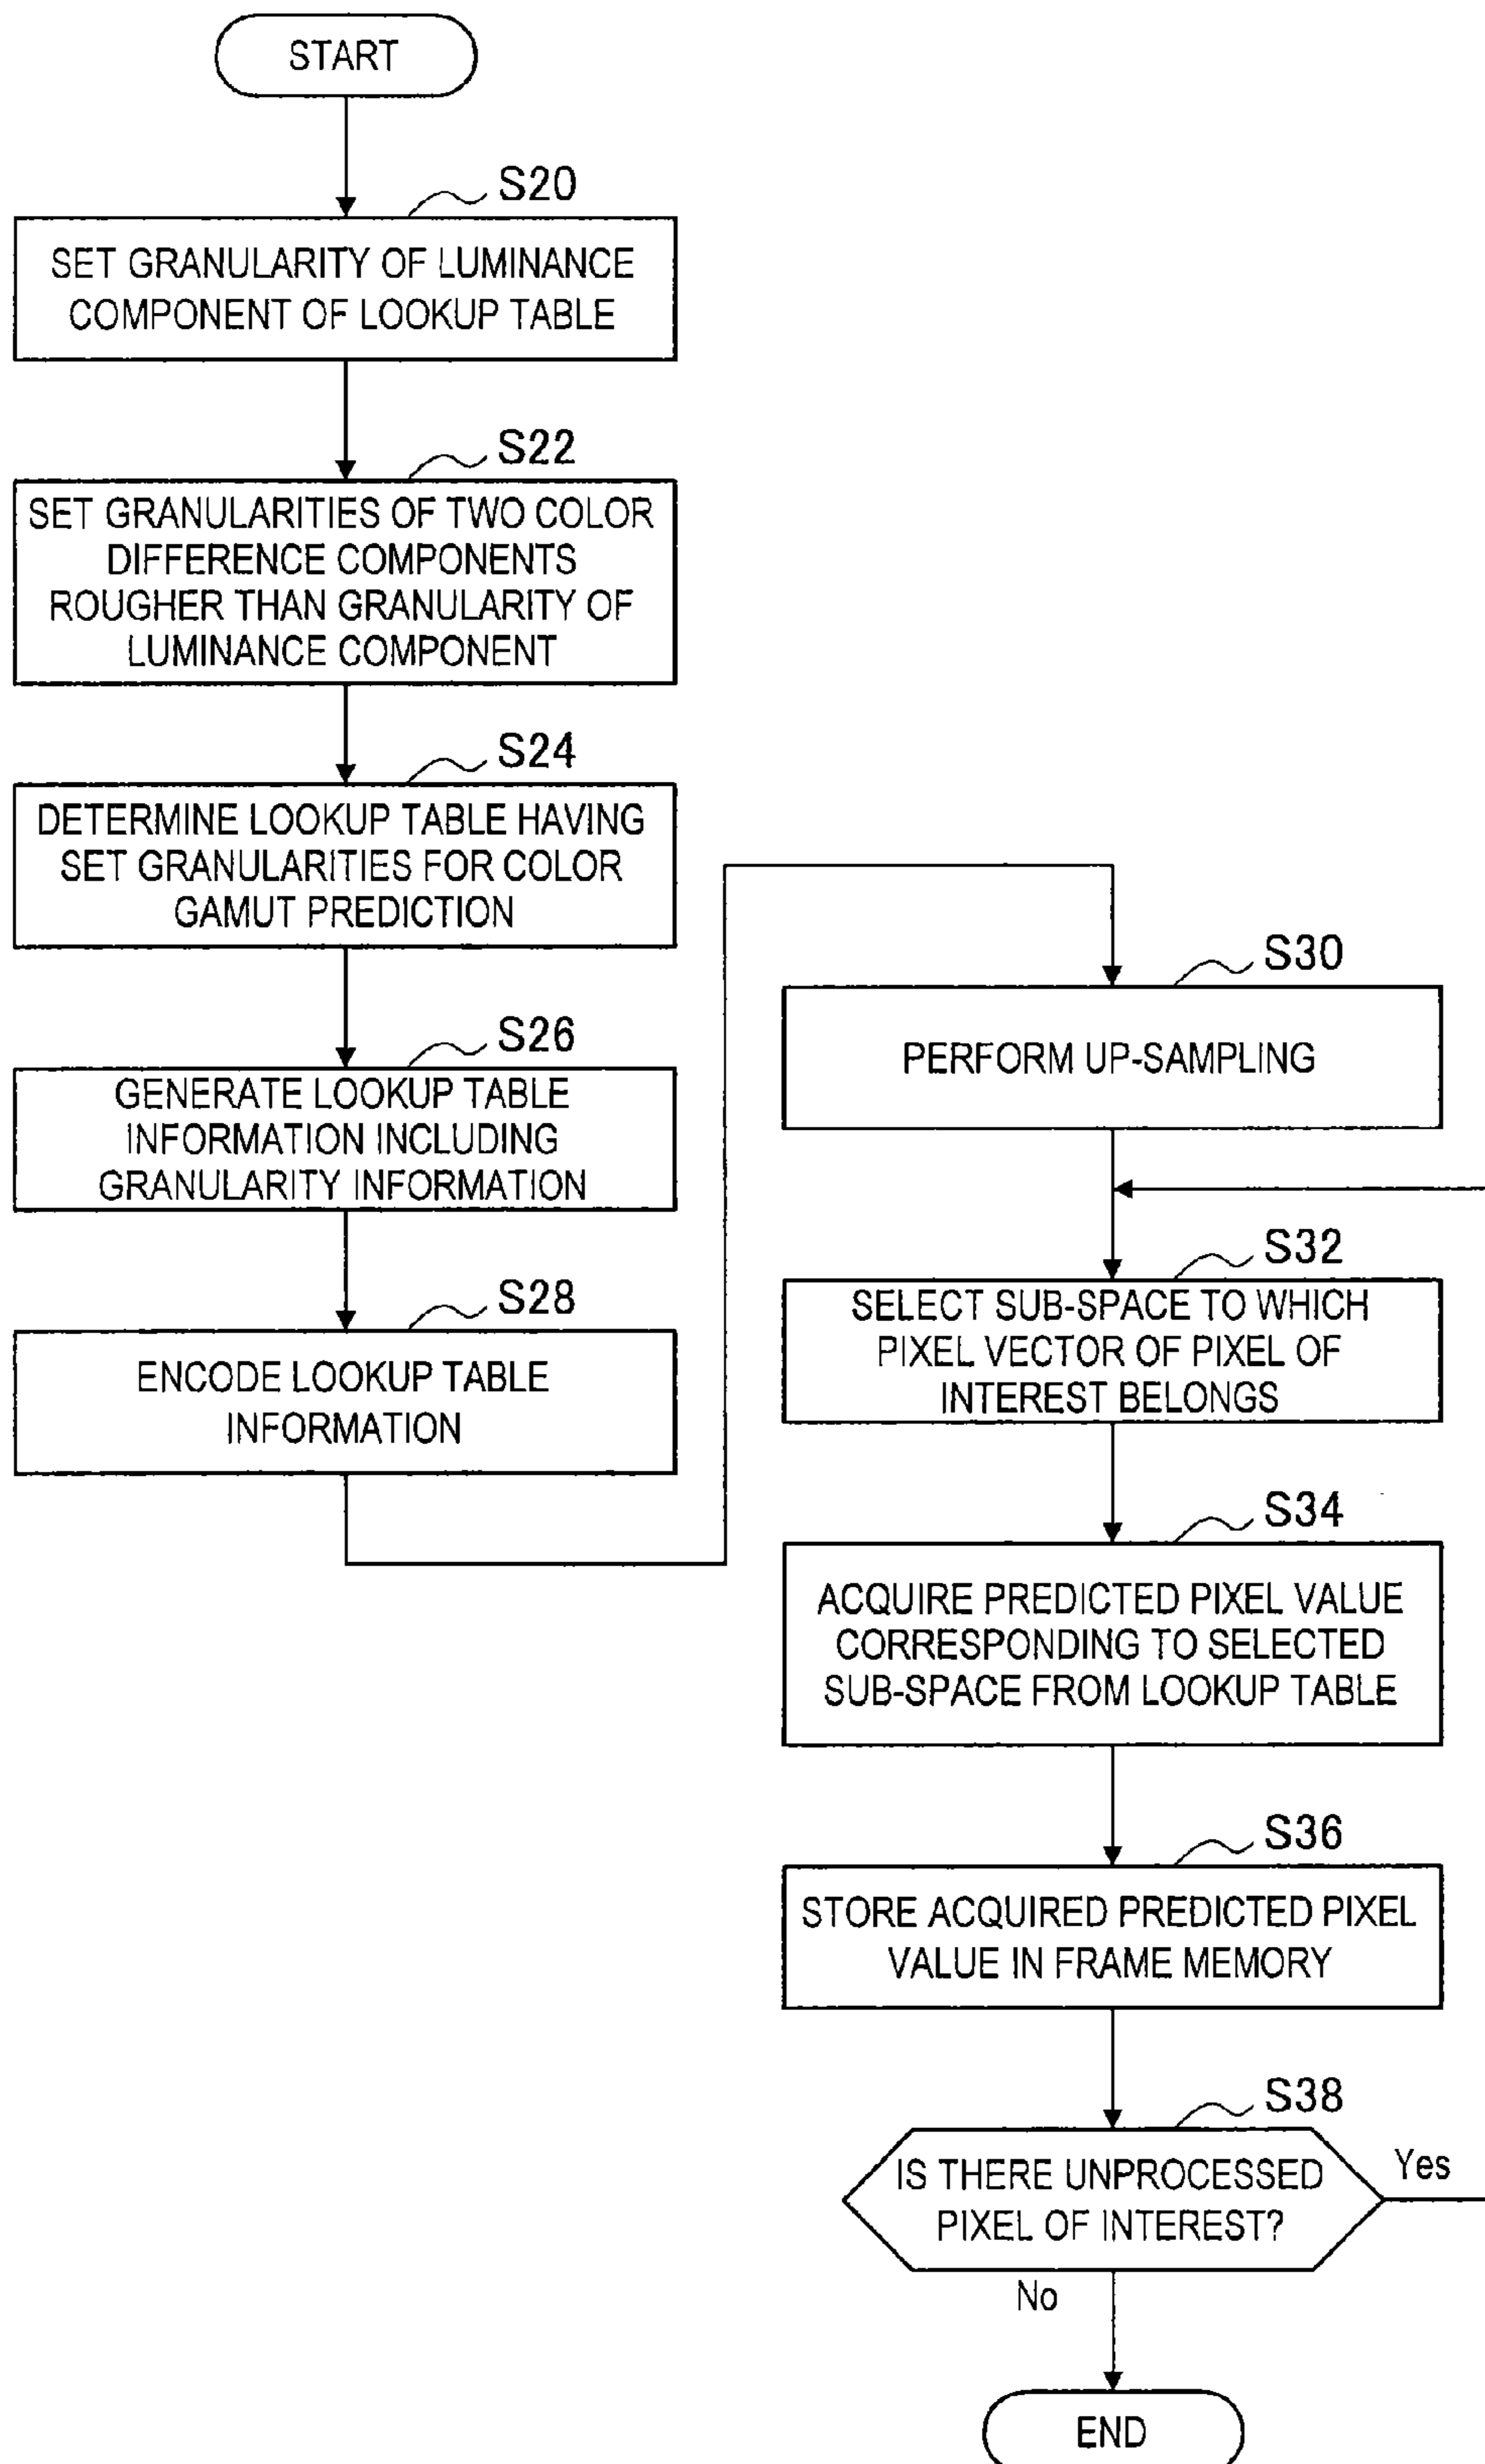 START
S20
SET GRANULARITY OF LUMINANCE
COMPONENT OF LOOKUP TABLE
S22
SET GRANULARITIES OF TWO COLOR
DIFFERENCE COMPONENTS
ROUGHER THAN GRANULARITY OF
LUMINANCE COMPONENT
S24
DETERMINE LOOKUP TABLE HAVING
SET GRANULARITIES FOR COLOR
GAMUT PREDICTION
S26
GENERATE LOOKUP TABLE
INFORMATION INCLUDING
GRANULARITY INFORMATION
S28
ENCODE LOOKUP TABLE
INFORMATION
S30
PERFORM UP-SAMPLING
S32
SELECT SUB-SPACE TO WHICH
PIXEL VECTOR OF PIXEL OF
INTEREST BELONGS
S34
ACQUIRE PREDICTED PIXEL VALUE
CORRESPONDING TO SELECTED
SUB-SPACE FROM LOOKUP TABLE
S36
STORE ACQUIRED PREDICTED PIXEL
VALUE IN FRAME MEMORY
S38
IS THERE UNPROCESSED
PIXEL OF INTEREST?
Yes
No
END